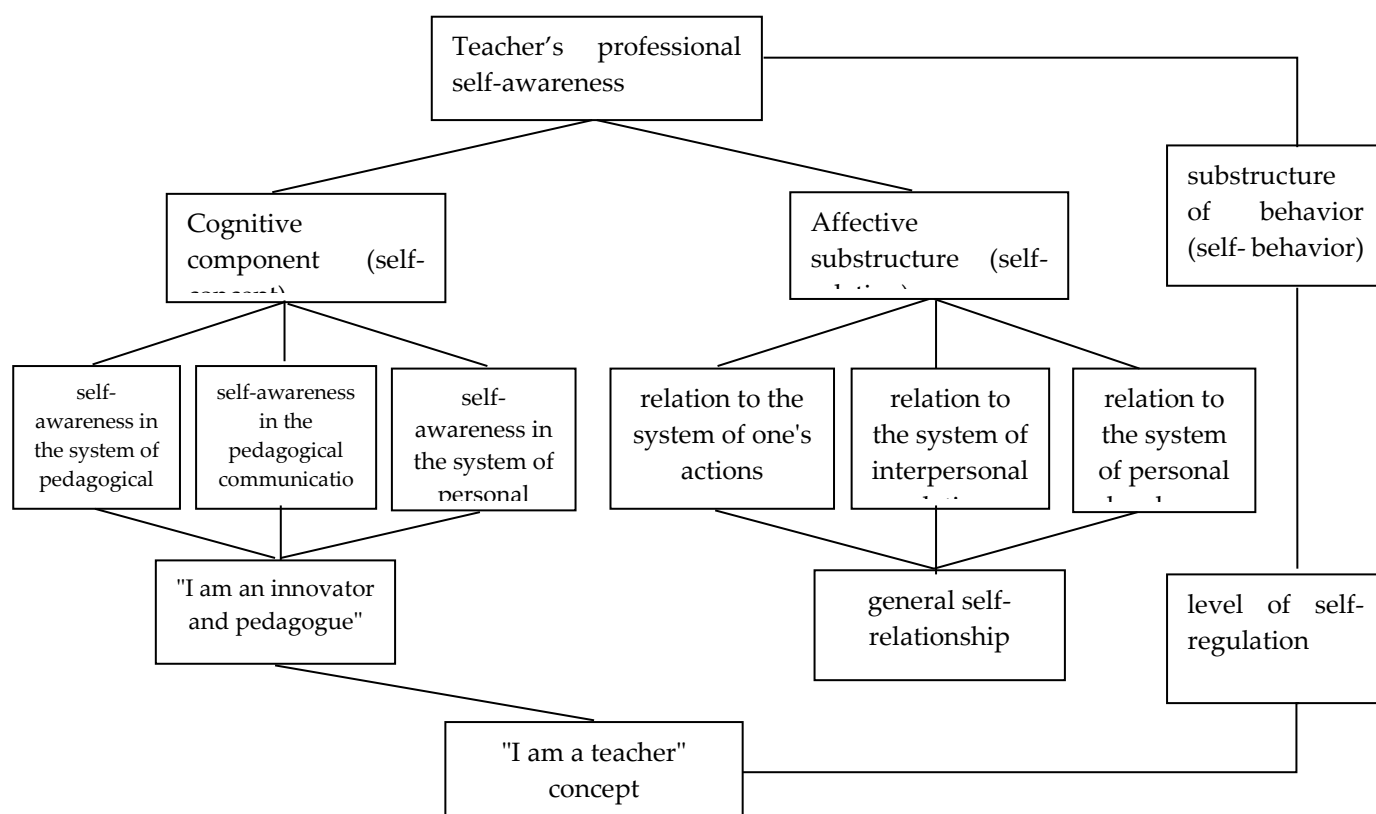 Teacher's professional
self-awareness
substructure
of behavior
(self- behavior)
Cognitive
component (self-
Affective
substructure (self-
self-
awareness in
the system of
pedagogical
self-awareness
in the
pedagogical
communicatio
self-
awareness in
the system of
personal
relation to the
system of one's
actions
relation to
the system of
interpersonal
relation to
the system
of personal
"I am an innovator
and pedagogue"
general self-
relationship
level of self-
regulation
"I am a teacher"
concept